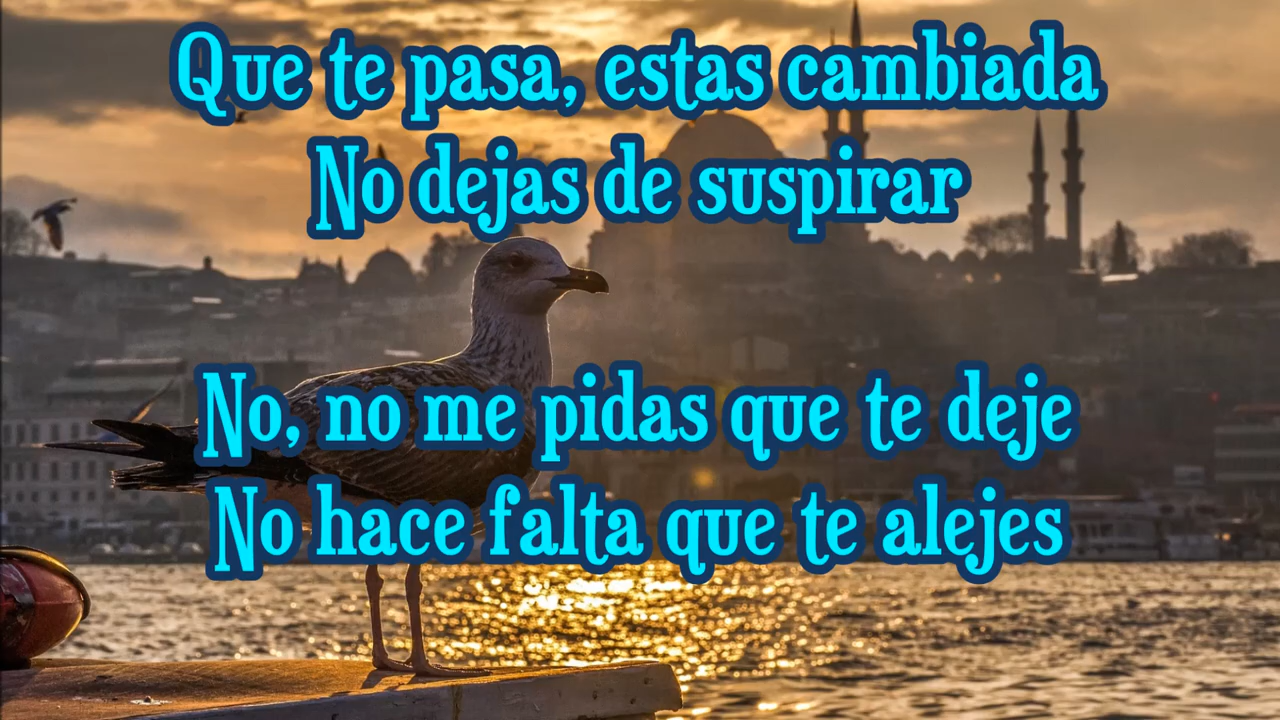 Que te pasa, estas cambiada
No dejas de suspirar
No, no me pidas que te deje
No hace falta que te alejes